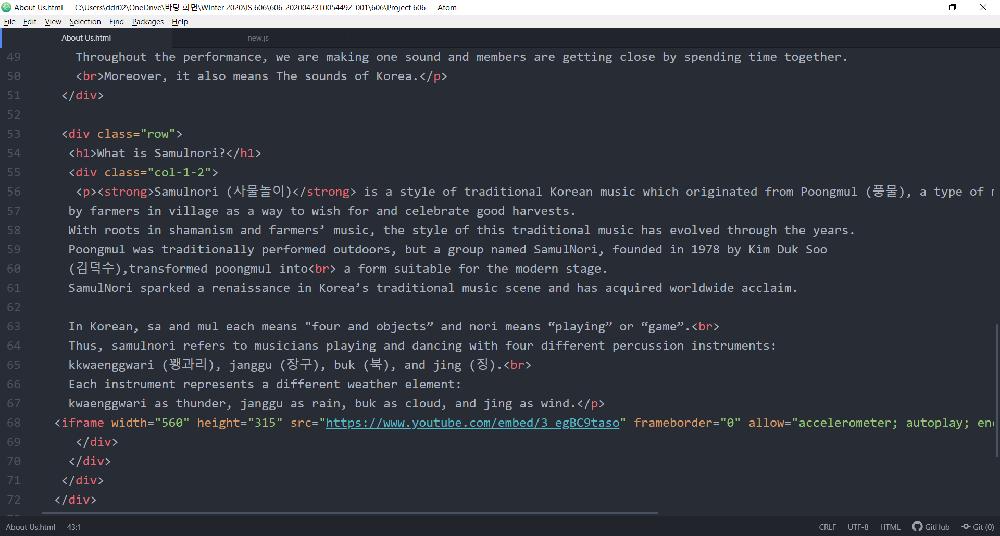 About Us.html — C:\Users\ddr02\OneDrive\바탕 화면\WInter 2020\IS 606\606-20200423T005449Z-001\606\Project 606 — Atom
File Edit View Selection Find Packages Help
About Us.html new.js
49 Throughout the performance, we are making one sound and members are getting close by spending time together.
50 <br>Moreover, it also means The sounds of Korea.</p>
51 </div>
52
53 <div class="row">
54 <h1>What is Samulnori?</h1>
55 <div class="col-1-2">
56 <p><strong>Samulnori (사물놀이)</strong> is a style of traditional Korean music which originated from Poongmul (풍물), a type of
57 by farmers in village as a way to wish for and celebrate good harvests.
58 With roots in shamanism and farmers’ music, the style of this traditional music has evolved through the years.
59 Poongmul was traditionally performed outdoors, but a group named SamulNori, founded in 1978 by Kim Duk Soo
60 (김덕수),transformed poongmul into<br> a form suitable for the modern stage.
61 SamulNori sparked a renaissance in Korea’s traditional music scene and has acquired worldwide acclaim.
62
63 In Korean, sa and mul each means "four and objects” and nori means “playing” or “game”.<br>
64 Thus, samulnori refers to musicians playing and dancing with four different percussion instruments:
65 kkwaenggwari (꽹과리), janggu (장구), buk (북), and jing (징).<br>
66 Each instrument represents a different weather element:
67 kwaenggwari as thunder, janggu as rain, buk as cloud, and jing as wind.</p>
68 <iframe width="560" height="315" src="https://www.youtube.com/embed/3_egBC9taso" frameborder="0" allow="accelerometer; autoplay;
69 </div>
70 </div>
71 </div>
72 </div>
About Us.html 43:1 CRLF UTF-8 HTML GitHub Git (0)